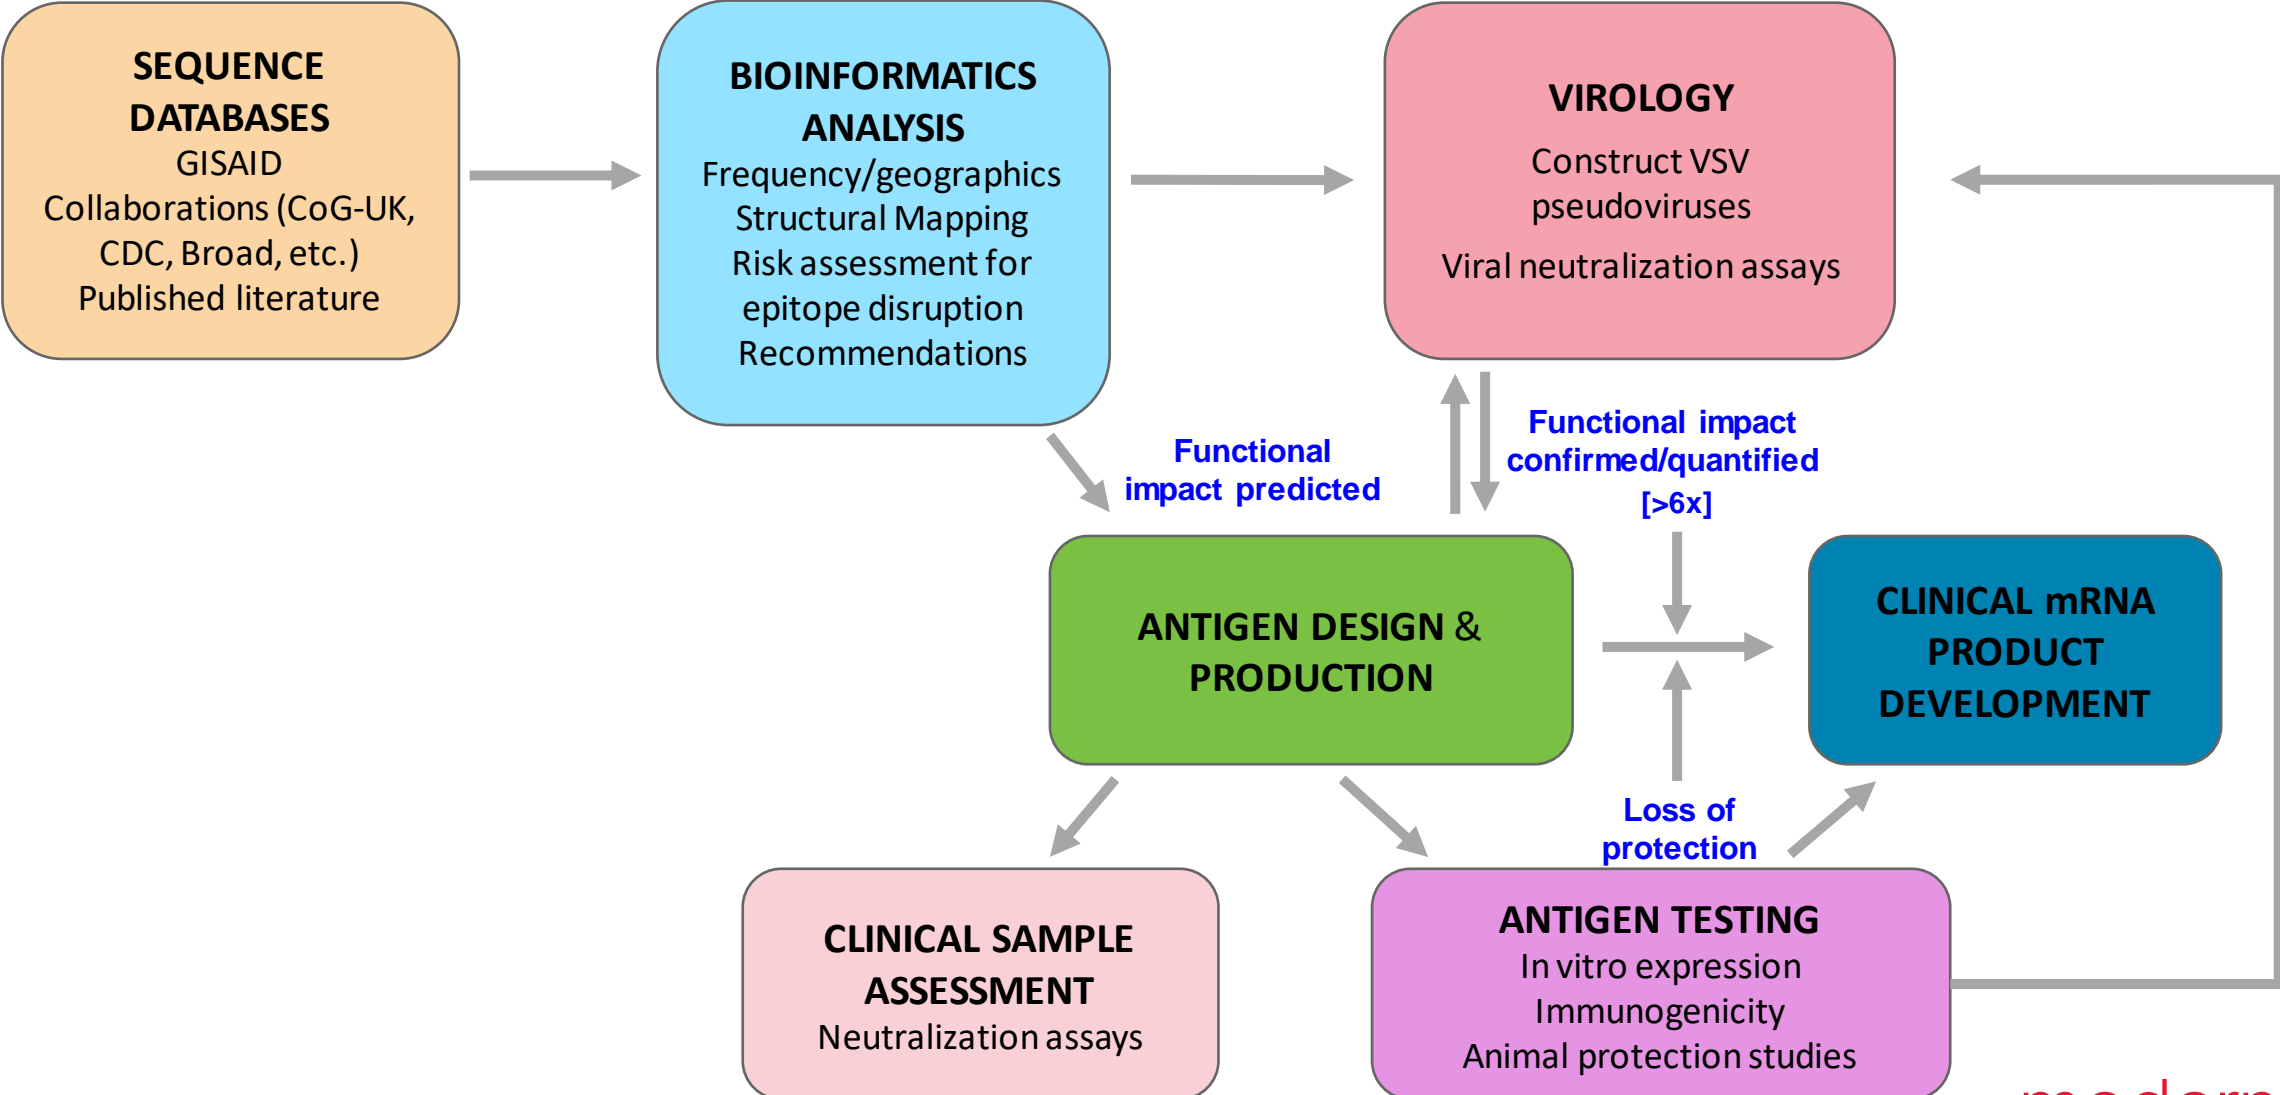 SEQUENCE
DATABASES
GISAID
Collaborations (CoG-UK,
CDC, Broad, etc.)
Published literature
BIOINFORMATICS
ANALYSIS
Frequency/geographics
Structural Mapping
Risk assessment for
epitope disruption
Recommendations
VIROLOGY
Construct VSV
pseudoviruses
Viral neutralization assays
Functional
impact predicted
Functional impact
confirmed/quantified
[>6x]
ANTIGEN DESIGN &
PRODUCTION
CLINICAL mRNA
PRODUCT
DEVELOPMENT
Loss of
protection
CLINICAL SAMPLE
ASSESSMENT
Neutralization assays
ANTIGEN TESTING
In vitro expression
Immunogenicity
Animal protection studies